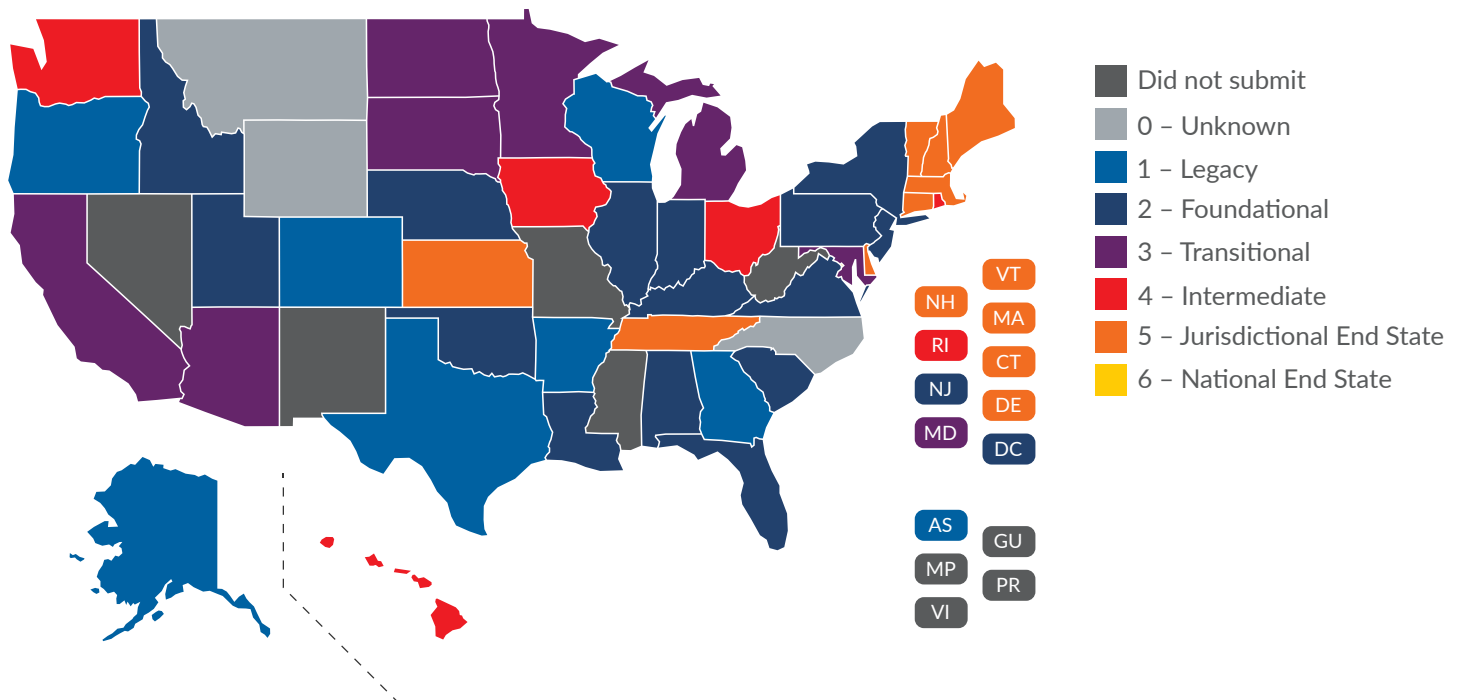 Did not submit
0 – Unknown
1 – Legacy
2 – Foundational
3 – Transitional
4 – Intermediate
5 – Jurisdictional End State
6 – National End State
VT
NH
MA
RI
CT
NJ
DE
MD
DC
AS
GU
MP
PR
VI